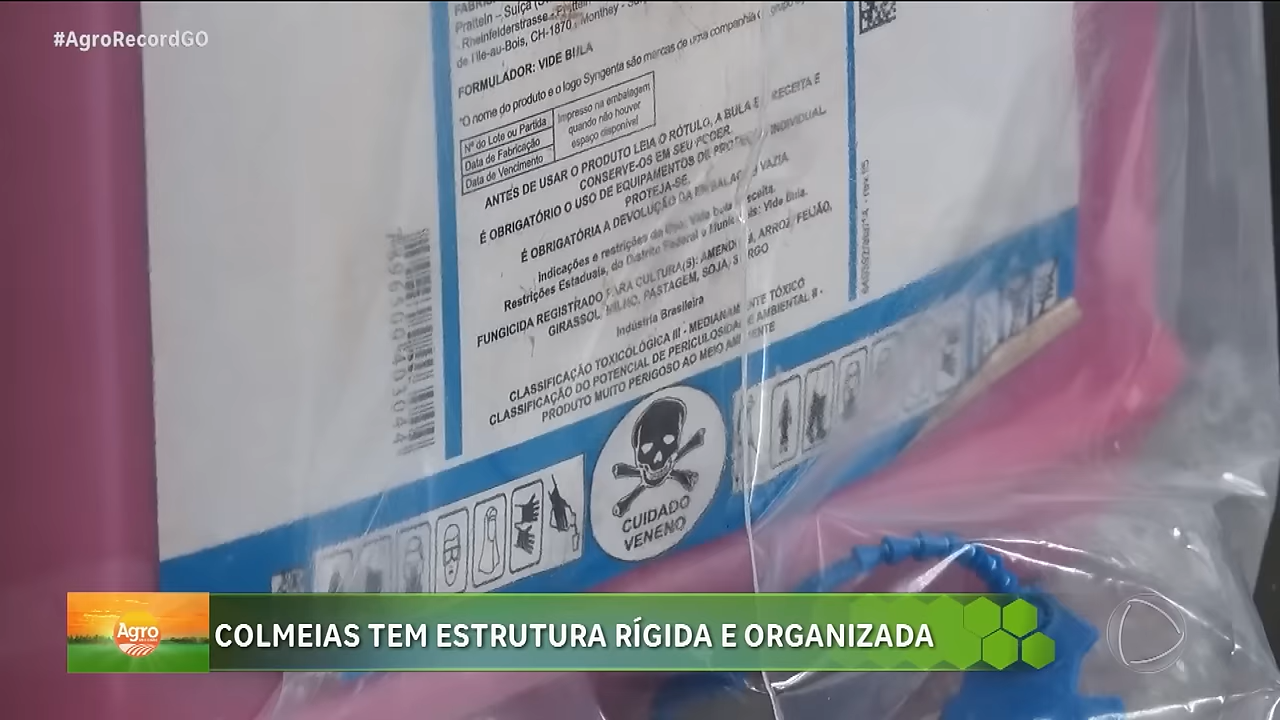 #AgroRecordGO
Pratteln – Suíça
Rheinfelderstrasse
de l'Ile-au-Bois, CH-1870, Monthey - Suíça
FORMULADOR: VIDE BULA
"O nome do produto e o logo Syngenta são marcas de uma companhia grupo
Nº do Lote ou Partida
Data de Fabricação
Data de Vencimento
Impresso na embalagem
quando não houver
espaço disponível
ANTES DE USAR O PRODUTO LEIA O RÓTULO, A BULA E RECEITA E
CONSERVE-OS EM SEU PODER.
É OBRIGATÓRIO O USO DE EQUIPAMENTOS DE PROTEÇÃO INDIVIDUAL
PROTEJA-SE.
É OBRIGATÓRIA A DEVOLUÇÃO DA EMBALAGEM VAZIA
Indicações e restrições de Uso: Vide bula e receita.
Restrições Estaduais, do Distrito Federal e Municipais: Vide Bula.
FUNGICIDA REGISTRADO PARA CULTURA(S): AMENDOIM, ARROZ, FEIJÃO,
GIRASSOL, MILHO, PASTAGEM, SOJA, SORGO
Indústria Brasileira
CLASSIFICAÇÃO TOXICOLÓGICA III - MEDIANAMENTE TÓXICO
CLASSIFICAÇÃO DO POTENCIAL DE PERICULOSIDADE AMBIENTAL II -
PRODUTO MUITO PERIGOSO AO MEIO AMBIENTE
CUIDADO
VENENO
Agro
COLMEIAS TEM ESTRUTURA RÍGIDA E ORGANIZADA